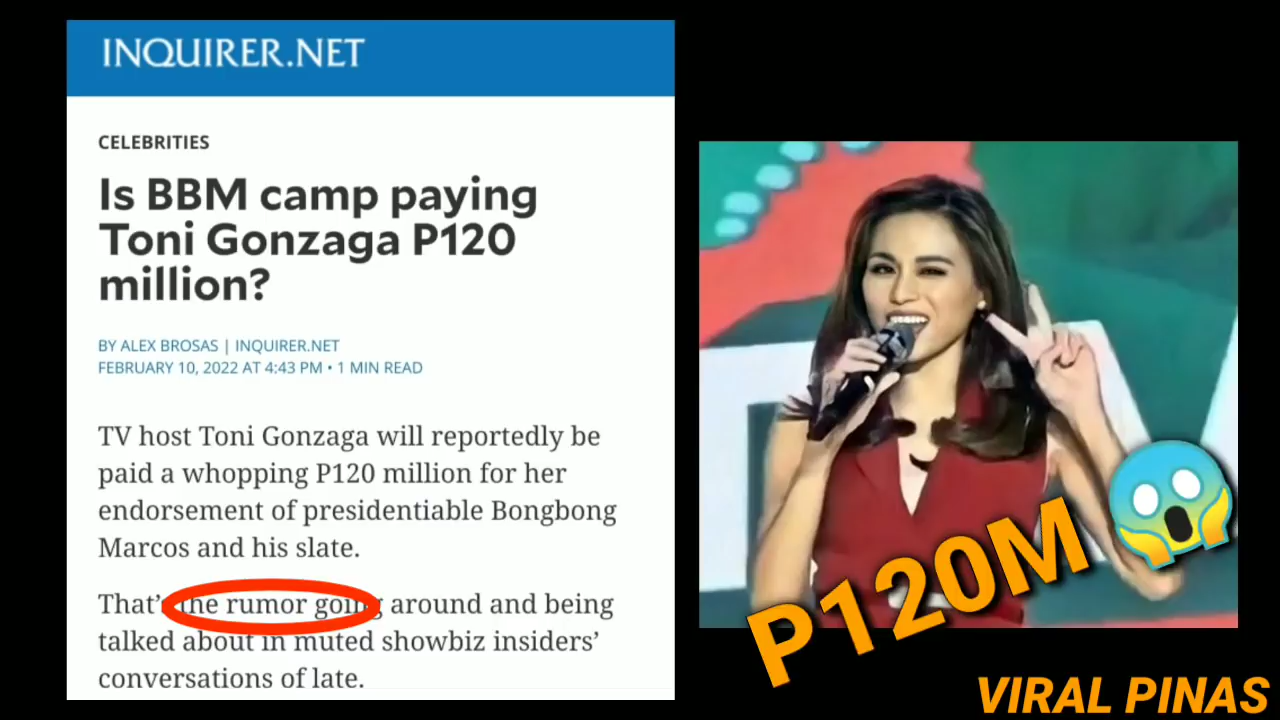 INQUIRER.NET
CELEBRITIES
Is BBM camp paying
Toni Gonzaga P120
million?
BY ALEX BROSAS | INQUIRER.NET
FEBRUARY 10, 2022 AT 4:43 PM • 1 MIN READ
TV host Toni Gonzaga will reportedly be
paid a whopping P120 million for her
endorsement of presidentiable Bongbong
Marcos and his slate.
That's the rumor going around and being
talked about in muted showbiz insiders’
conversations of late.
P120M
VIRAL PINAS